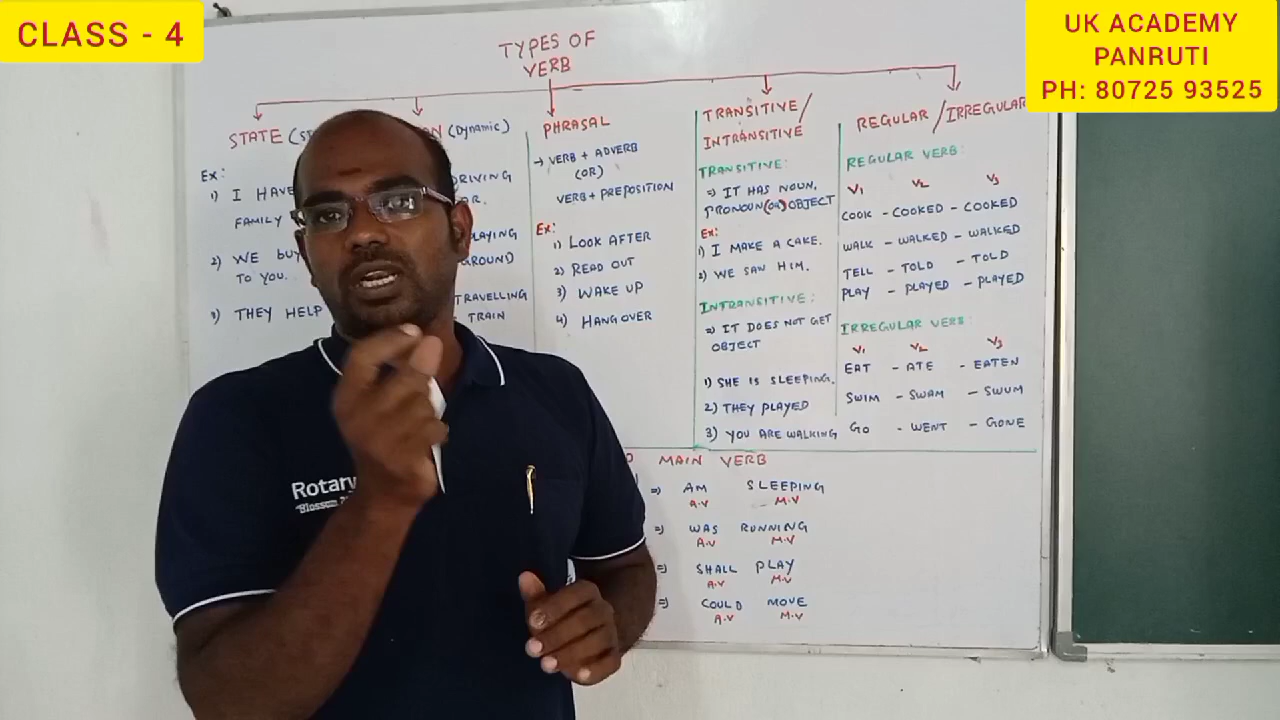 CLASS - 4
UK ACADEMY
PANRUTI
PH: 80725 93525
TYPES OF
VERB
STATE
(Dynamic)
Ex:
1) I HAVE
FAMILY
2) WE BUY
TO YOU.
3) THEY HELP
DRIVING
PLAYING
TRAVELLING
TRAIN
PHRASAL
→ VERB + ADVERB
(OR)
VERB + PREPOSITION
Ex:
1) LOOK AFTER
2) READ OUT
3) WAKE UP
4) HANGOVER
TRANSITIVE/
INTRANSITIVE
TRANSITIVE:
⇒ IT HAS NOUN,
PRONOUN (OR) OBJECT
Ex:
1) I MAKE A CAKE.
2) WE SAW HIM.
INTRANSITIVE:
⇒ IT DOES NOT GET
OBJECT
1) SHE IS SLEEPING.
2) THEY PLAYED
3) YOU ARE WALKING
REGULAR / IRREGULAR
REGULAR VERB:
V1 V2 V3
COOK - COOKED - COOKED
WALK - WALKED - WALKED
TELL - TOLD - TOLD
PLAY - PLAYED - PLAYED
IRREGULAR VERB:
V1 V2 V3
EAT - ATE - EATEN
SWIM - SWAM - SWUM
GO - WENT - GONE
MAIN VERB
⇒ AM SLEEPING
A.V M.V
⇒ WAS RUNNING
A.V M.V
⇒ SHALL PLAY
A.V M.V
⇒ COULD MOVE
A.V M.V
Rotary
Blossom